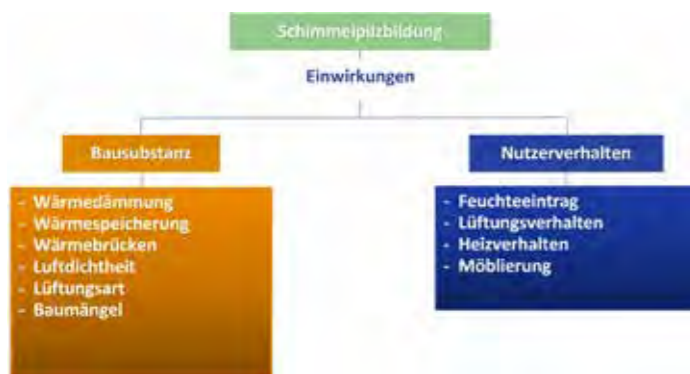 Schimmelpilzbildung
Einwirkungen
Bausubstanz
- Wärmedämmung
- Wärmespeicherung
- Wärmebrücken
- Luftdichtheit
- Lüftungsart
- Baumängel
Nutzerverhalten
- Feuchteeintrag
- Lüftungsverhalten
- Heizverhalten
- Möblierung